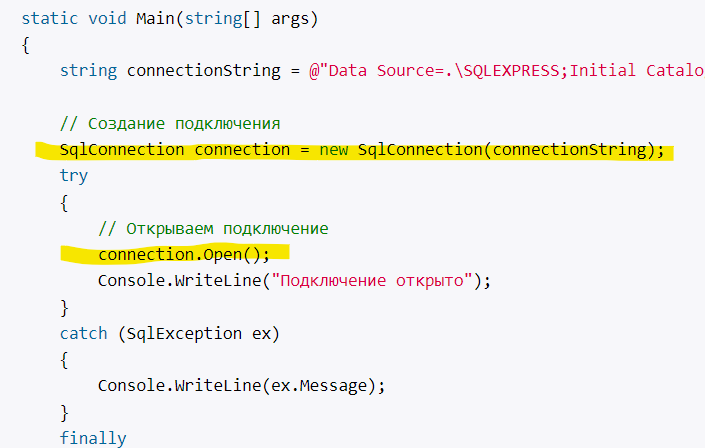 static void Main(string[] args)
{
string connectionString = @"Data Source=.\SQLEXPRESS;Initial Catalo
// Создание подключения
SqlConnection connection = new SqlConnection(connectionString);
try
{
// Открываем подключение
connection.Open();
Console.WriteLine("Подключение открыто");
}
catch (SqlException ex)
{
Console.WriteLine(ex.Message);
}
finally